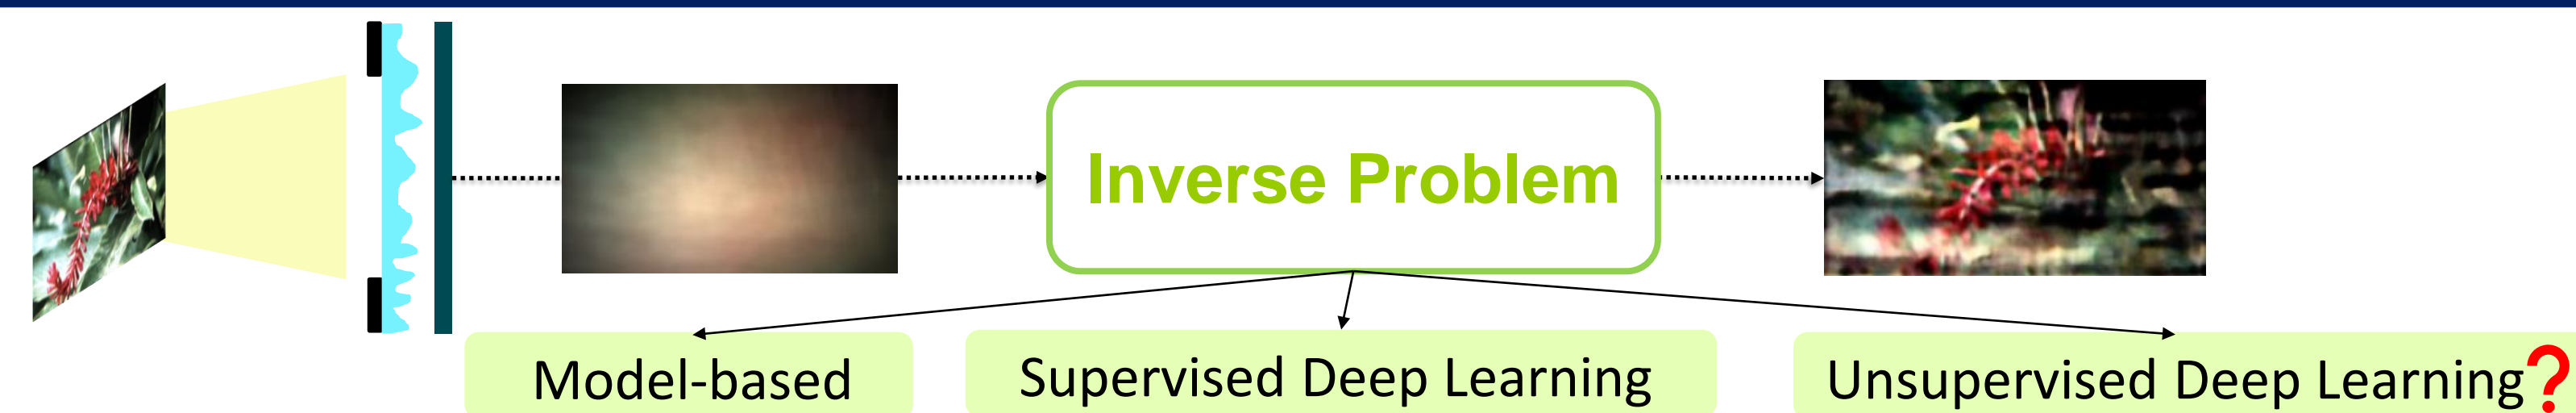 Inverse Problem
Model-based
Supervised Deep Learning
Unsupervised Deep Learning?